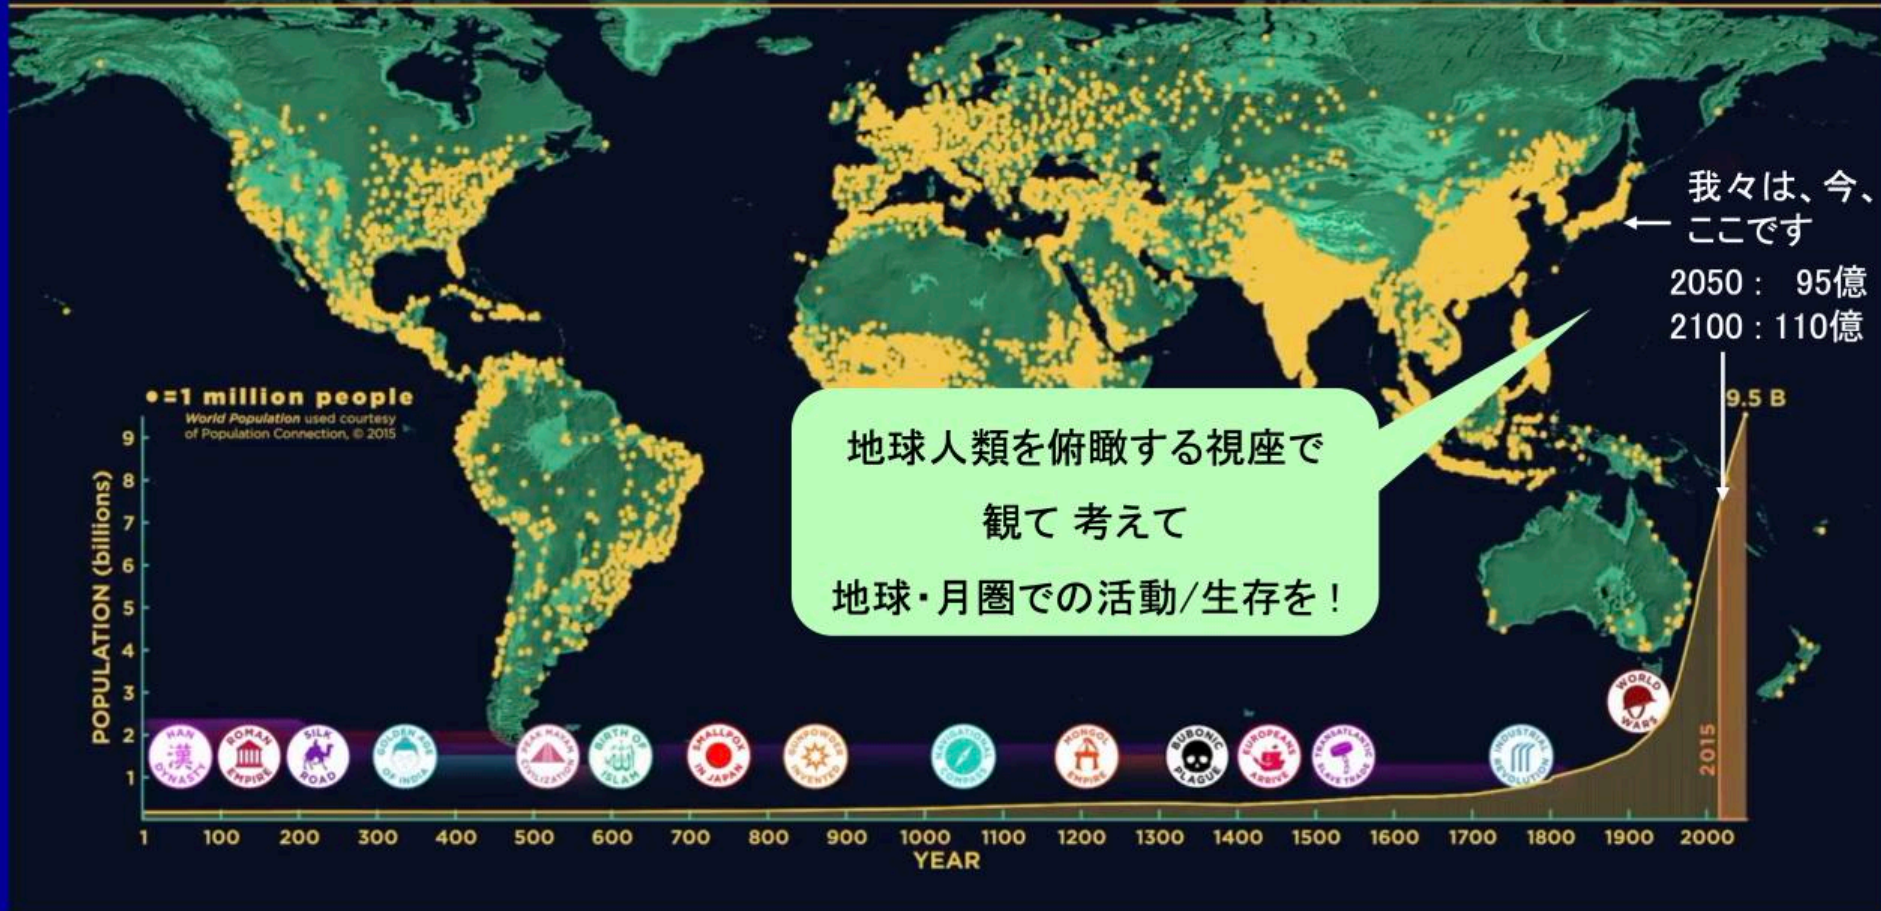 我々は、今、
ここです
2050： 95億
2100：110億
9.5 B
•=1 million people
World Population used courtesy
of Population Connection, © 2015
地球人類を俯瞰する視座で
観て 考えて
地球・月圏での活動/生存を！
POPULATION (billions)
9
8
7
6
5
4
3
2
1
HAN
漢
DYNASTY
ROMAN
EMPIRE
SILK
ROAD
GOLDEN AGE
OF INDIA
PEAK MAYAN
CIVILIZATION
BIRTH OF
ISLAM
SMALLPOX
IN JAPAN
GUNPOWDER
INVENTED
NAVIGATIONAL
COMPASS
MONGOL
EMPIRE
BUBONIC
PLAGUE
EUROPEANS
ARRIVE
TRANSATLANTIC
SLAVE TRADE
INDUSTRIAL
REVOLUTION
WORLD
WARS
2015
1 100 200 300 400 500 600 700 800 900 1000 1100 1200 1300 1400 1500 1600 1700 1800 1900 2000
YEAR